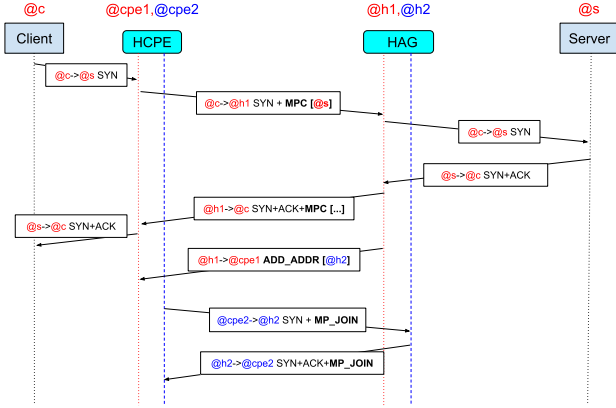 @c @cpe1,@cpe2 @h1,@h2 @s
Client HCPE HAG Server
@c->@s SYN
@c->@h1 SYN + MPC [@s]
@c->@s SYN
@s->@c SYN+ACK
@h1->@c SYN+ACK+MPC [...]
@s->@c SYN+ACK
@h1->@cpe1 ADD_ADDR [@h2]
@cpe2->@h2 SYN + MP_JOIN
@h2->@cpe2 SYN+ACK+MP_JOIN